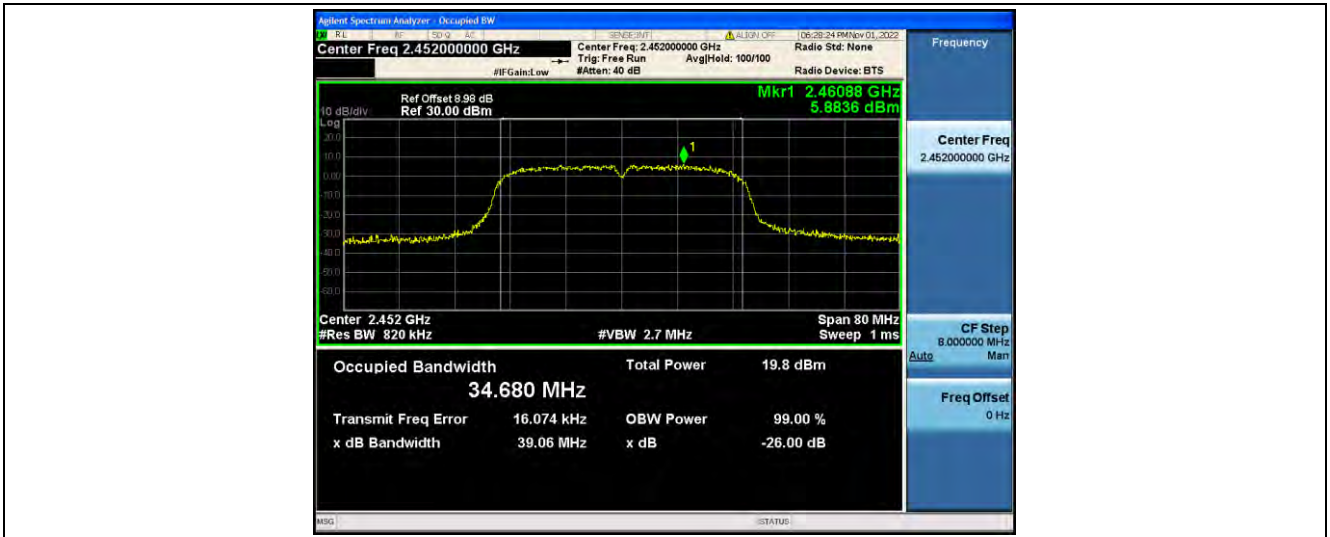 Agilent Spectrum Analyzer - Occupied BW
RL RF 50 Ω AC SENSE:INT ALIGN OFF 06:28:24 PM Nov 01, 2022
Center Freq 2.452000000 GHz
Center Freq: 2.452000000 GHz
Radio Std: None
Trig: Free Run Avg|Hold: 100/100
#IFGain:Low #Atten: 40 dB Radio Device: BTS
Frequency
Mkr1 2.46088 GHz
5.8836 dBm
Ref Offset 8.98 dB
10 dB/div Ref 30.00 dBm
Log
20.0
10.0
0.00
-10.0
-20.0
-30.0
-40.0
-50.0
-60.0
1
Center 2.452 GHz Span 80 MHz
#Res BW 820 kHz #VBW 2.7 MHz Sweep 1 ms
Occupied Bandwidth Total Power 19.8 dBm
34.680 MHz
Transmit Freq Error 16.074 kHz OBW Power 99.00 %
x dB Bandwidth 39.06 MHz x dB -26.00 dB
Center Freq
2.452000000 GHz
CF Step
8.000000 MHz
Auto Man
Freq Offset
0 Hz
MSG STATUS